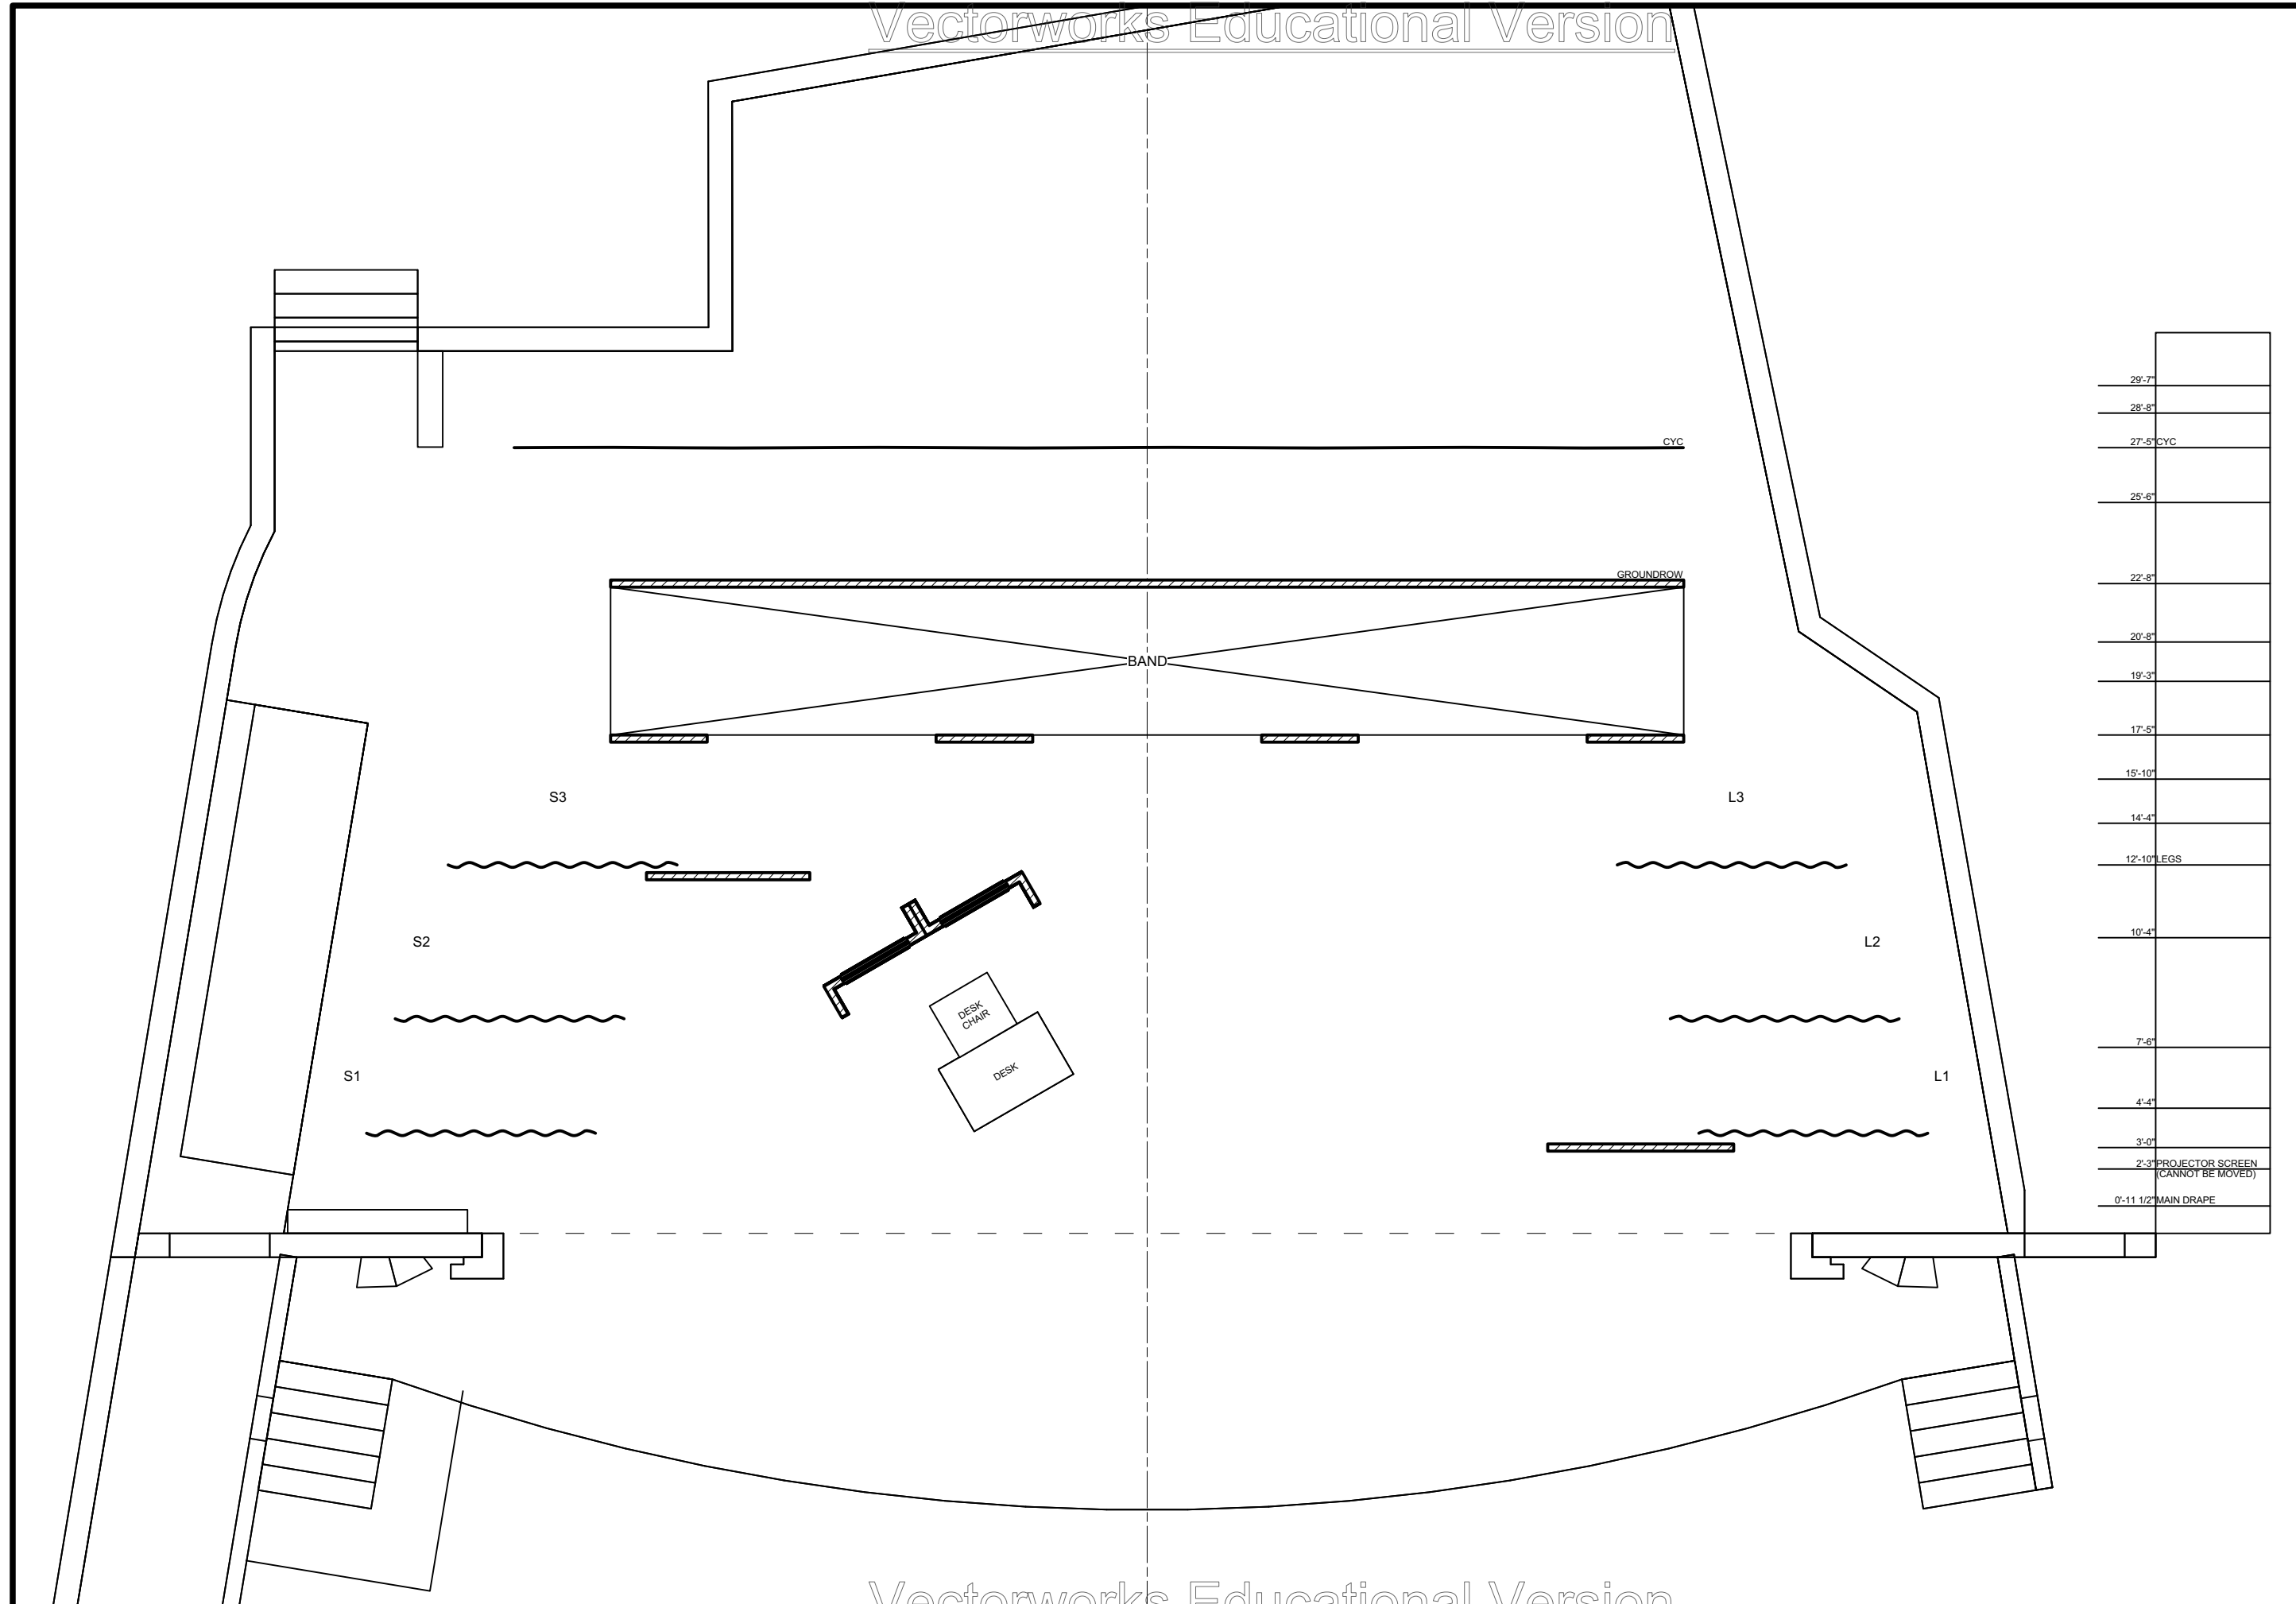 Vectorworks Educational Version
29'-7"
28'-8"
CYC
27'-5" CYC
25'-6"
GROUNDROW
22'-8"
20'-8"
BAND
19'-3"
17'-5"
15'-10"
S3
L3
14'-4"
12'-10" LEGS
10'-4"
S2
L2
DESK
CHAIR
7'-6"
DESK
S1
L1
4'-4"
3'-0"
2'-3" PROJECTOR SCREEN
(CANNOT BE MOVED)
0'-11 1/2" MAIN DRAPE
Vectorworks Educational Version